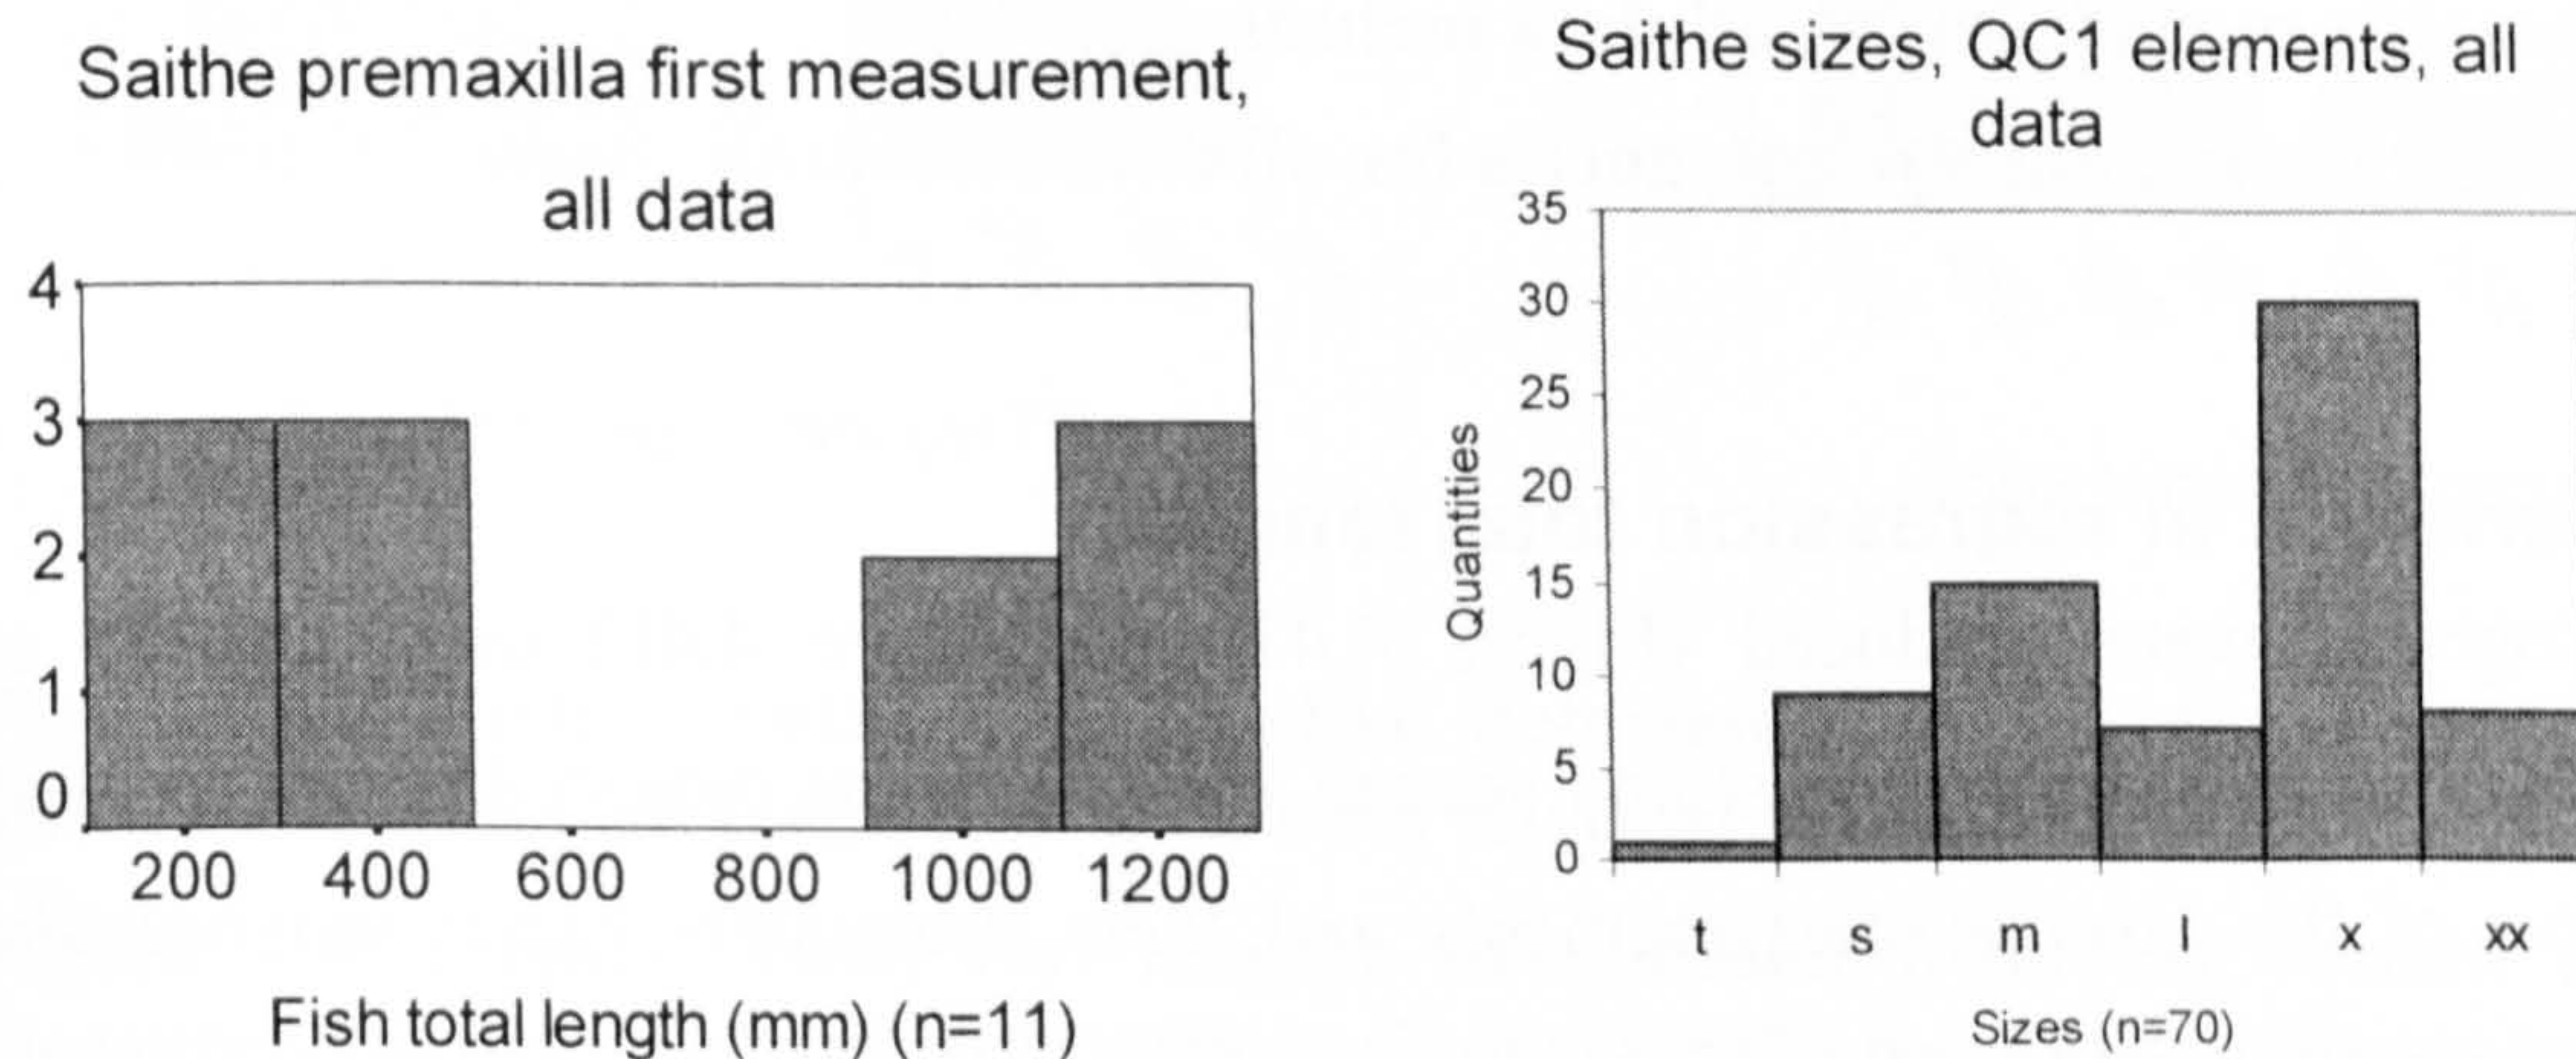 Saithe premaxilla first measurement,
all data
4
3
2
1
0
200 400 600 800 1000 1200
Fish total length (mm) (n=11)
Saithe sizes, QC1 elements, all
data
35
30
25
20
15
10
5
0
Quantities
t s m l x xx
Sizes (n=70)